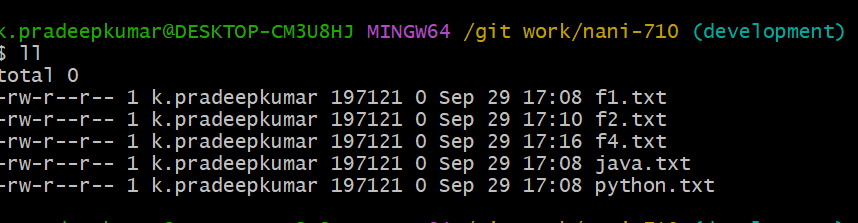 k.pradeepkumar@DESKTOP-CM3U8HJ MINGW64 /git work/nani-710 (development)
$ ll
total 0
-rw-r--r-- 1 k.pradeepkumar 197121 0 Sep 29 17:08 f1.txt
-rw-r--r-- 1 k.pradeepkumar 197121 0 Sep 29 17:10 f2.txt
-rw-r--r-- 1 k.pradeepkumar 197121 0 Sep 29 17:16 f4.txt
-rw-r--r-- 1 k.pradeepkumar 197121 0 Sep 29 17:08 java.txt
-rw-r--r-- 1 k.pradeepkumar 197121 0 Sep 29 17:08 python.txt